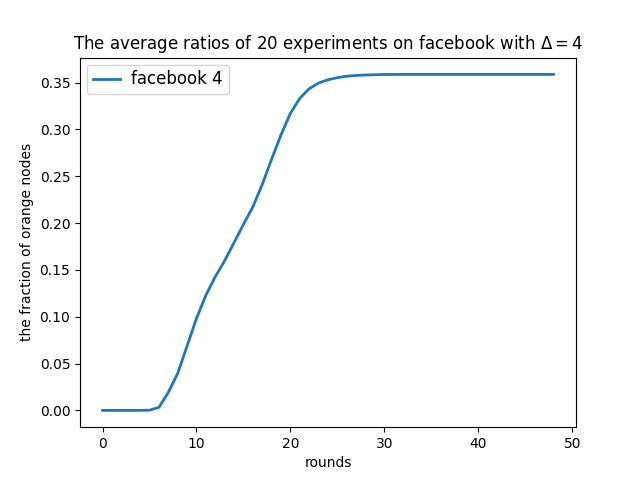 The average ratios of 20 experiments on facebook with Δ = 4
facebook 4
the fraction of orange nodes
0.35
0.30
0.25
0.20
0.15
0.10
0.05
0.00
0 10 20 30 40 50
rounds